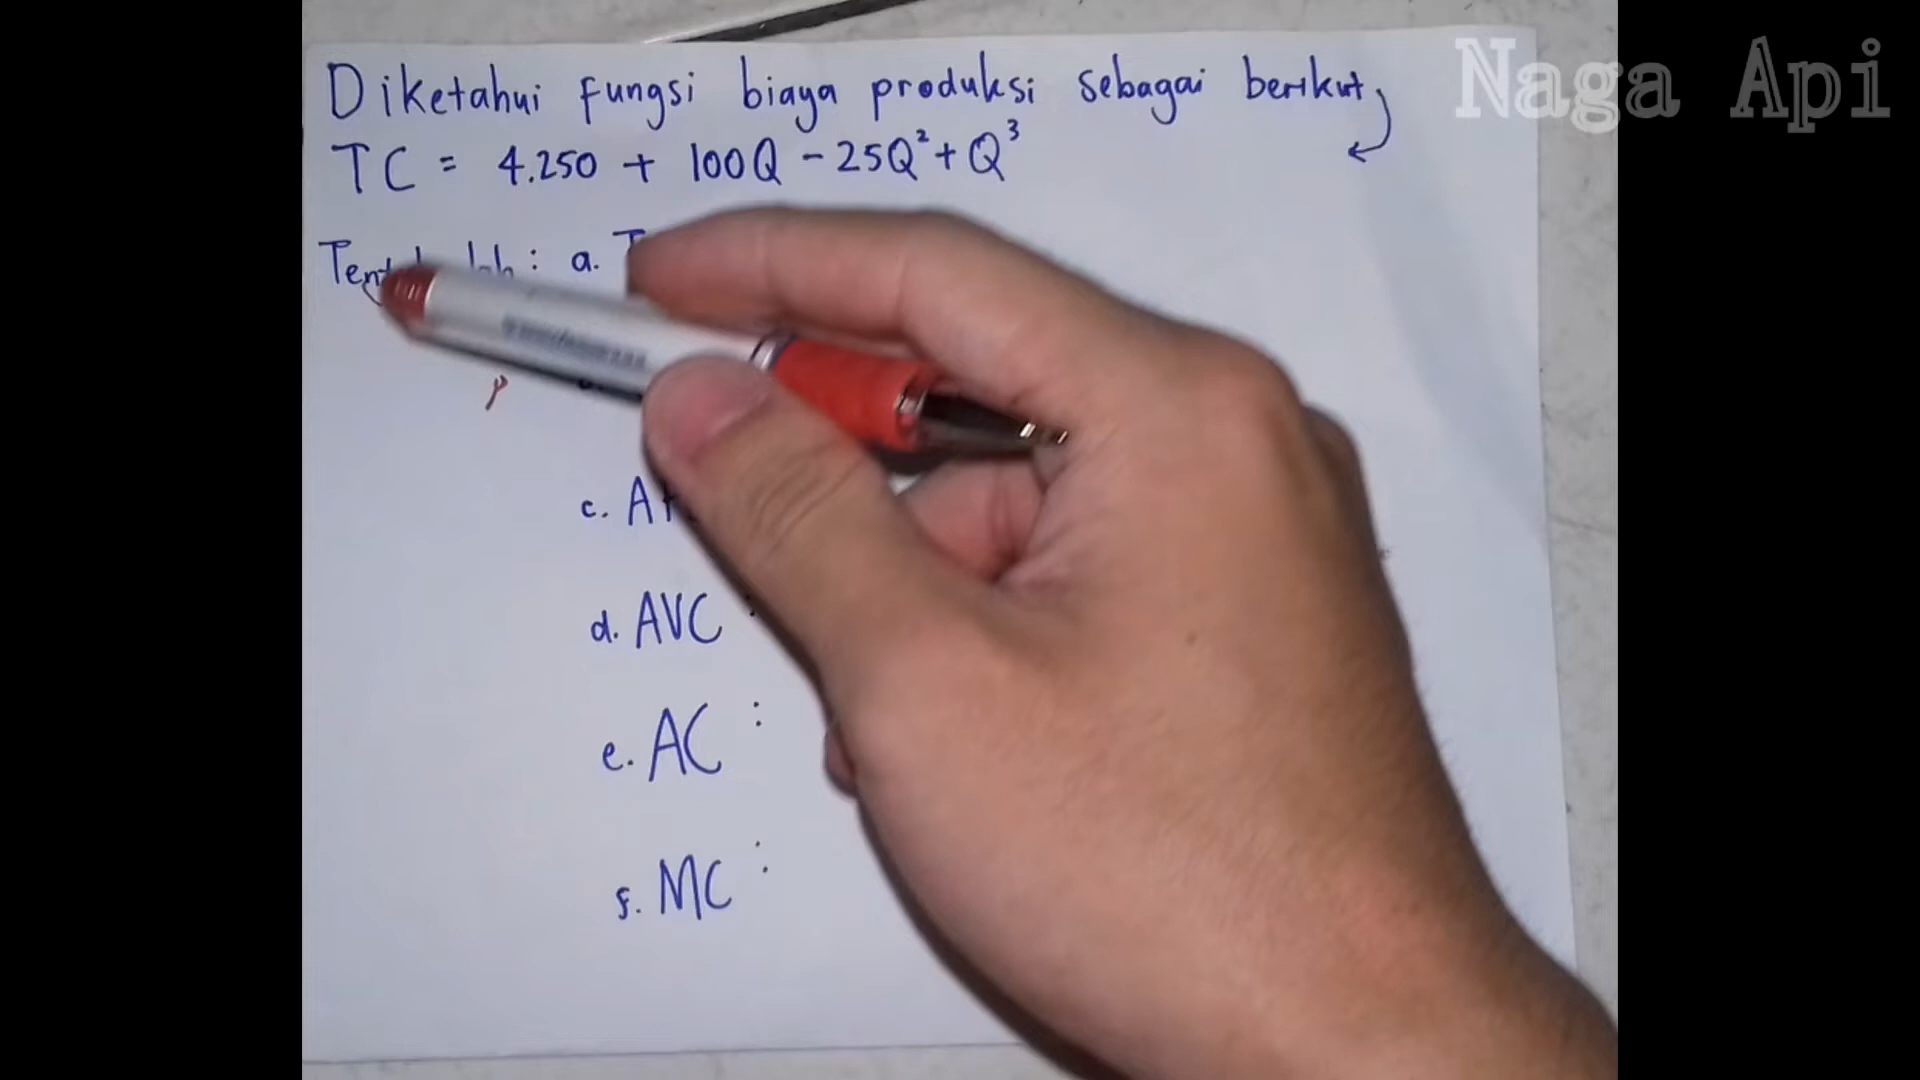 Naga Api
Diketahui fungsi biaya produksi sebagai berikut,
TC = 4.250 + 100Q - 25Q² + Q³
: a.
c.
d. AVC :
e. AC :
f. MC :